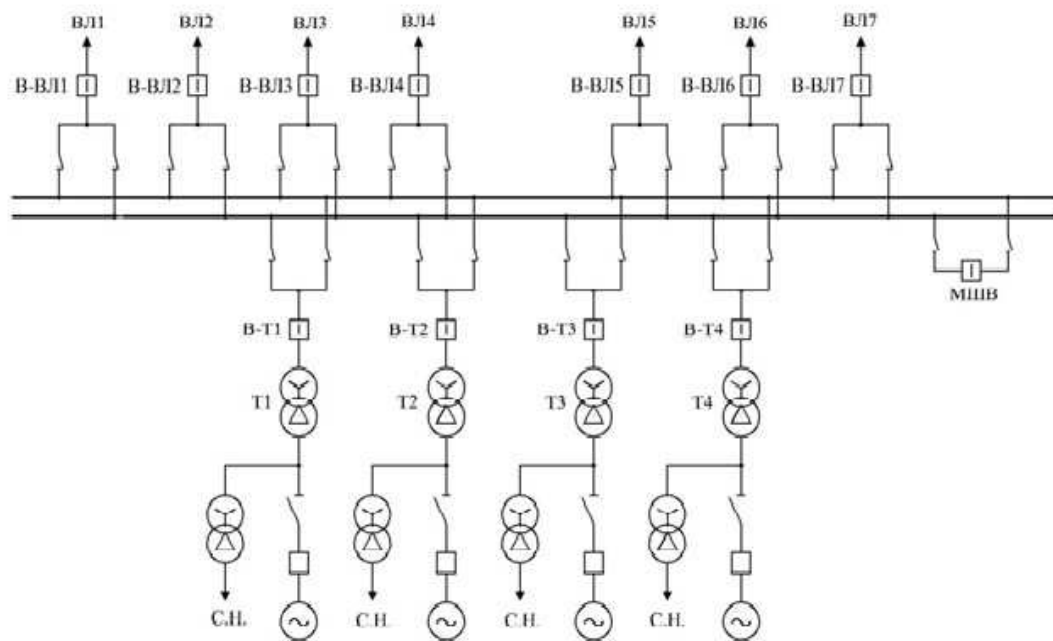 ВЛ1 ВЛ2 ВЛ3 ВЛ4 ВЛ5 ВЛ6 ВЛ7
В-ВЛ1 В-ВЛ2 В-ВЛ3 В-ВЛ4 В-ВЛ5 В-ВЛ6 В-ВЛ7
МШВ
В-Т1 В-Т2 В-Т3 В-Т4
Т1 Т2 Т3 Т4
С.Н. С.Н. С.Н. С.Н.